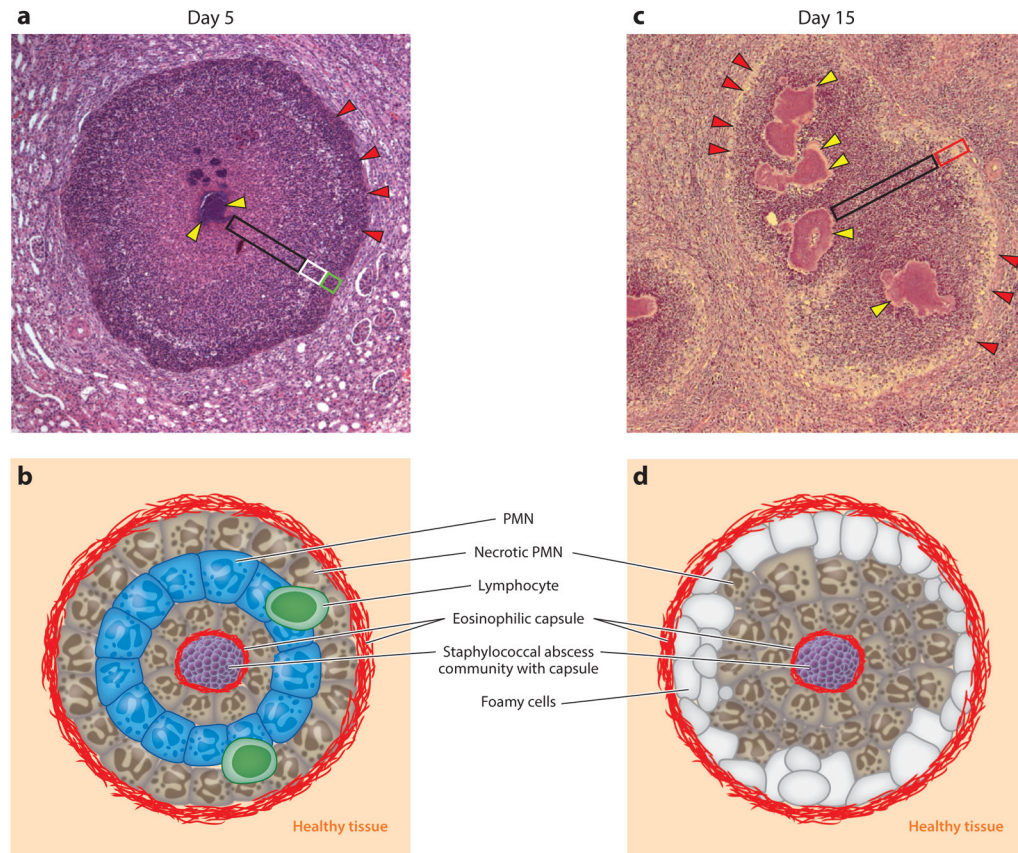 a
Day 5
c
Day 15
b
d
PMN
Necrotic PMN
Lymphocyte
Eosinophilic capsule
Staphylococcal abscess
community with capsule
Foamy cells
Healthy tissue
Healthy tissue